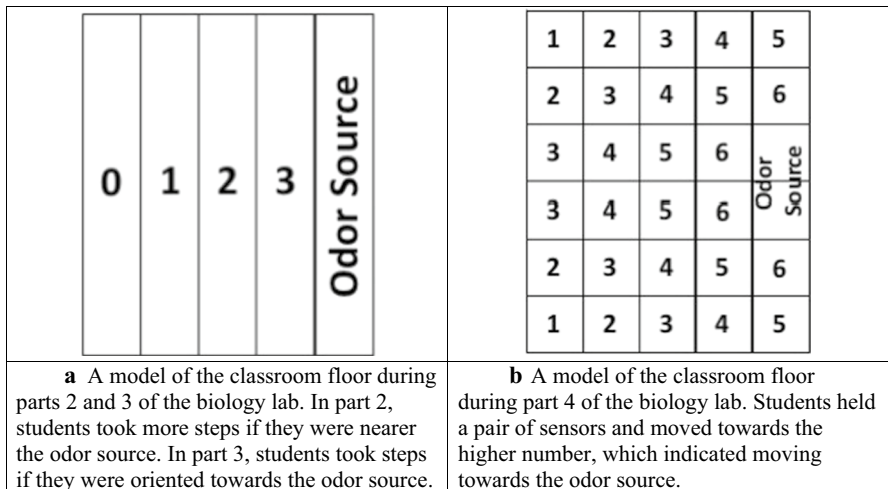 0 1 2 3 Odor Source
1 2 3 4 5
2 3 4 5 6
3 4 5 6 Odor
Source
3 4 5 6
2 3 4 5 6
1 2 3 4 5
a A model of the classroom floor during
parts 2 and 3 of the biology lab. In part 2,
students took more steps if they were nearer
the odor source. In part 3, students took steps
if they were oriented towards the odor source.
b A model of the classroom floor
during part 4 of the biology lab. Students held
a pair of sensors and moved towards the
higher number, which indicated moving
towards the odor source.